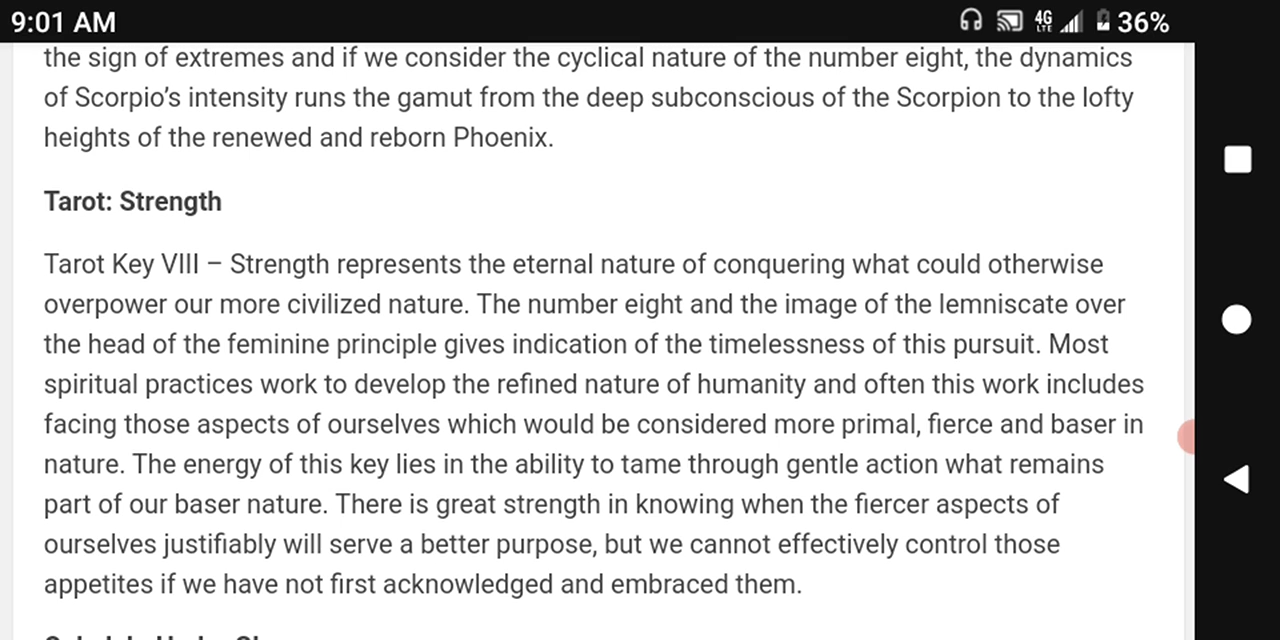 9:01 AM
4G
LTE
36%
the sign of extremes and if we consider the cyclical nature of the number eight, the dynamics
of Scorpio’s intensity runs the gamut from the deep subconscious of the Scorpion to the lofty
heights of the renewed and reborn Phoenix.
Tarot: Strength
Tarot Key VIII – Strength represents the eternal nature of conquering what could otherwise
overpower our more civilized nature. The number eight and the image of the lemniscate over
the head of the feminine principle gives indication of the timelessness of this pursuit. Most
spiritual practices work to develop the refined nature of humanity and often this work includes
facing those aspects of ourselves which would be considered more primal, fierce and baser in
nature. The energy of this key lies in the ability to tame through gentle action what remains
part of our baser nature. There is great strength in knowing when the fiercer aspects of
ourselves justifiably will serve a better purpose, but we cannot effectively control those
appetites if we have not first acknowledged and embraced them.